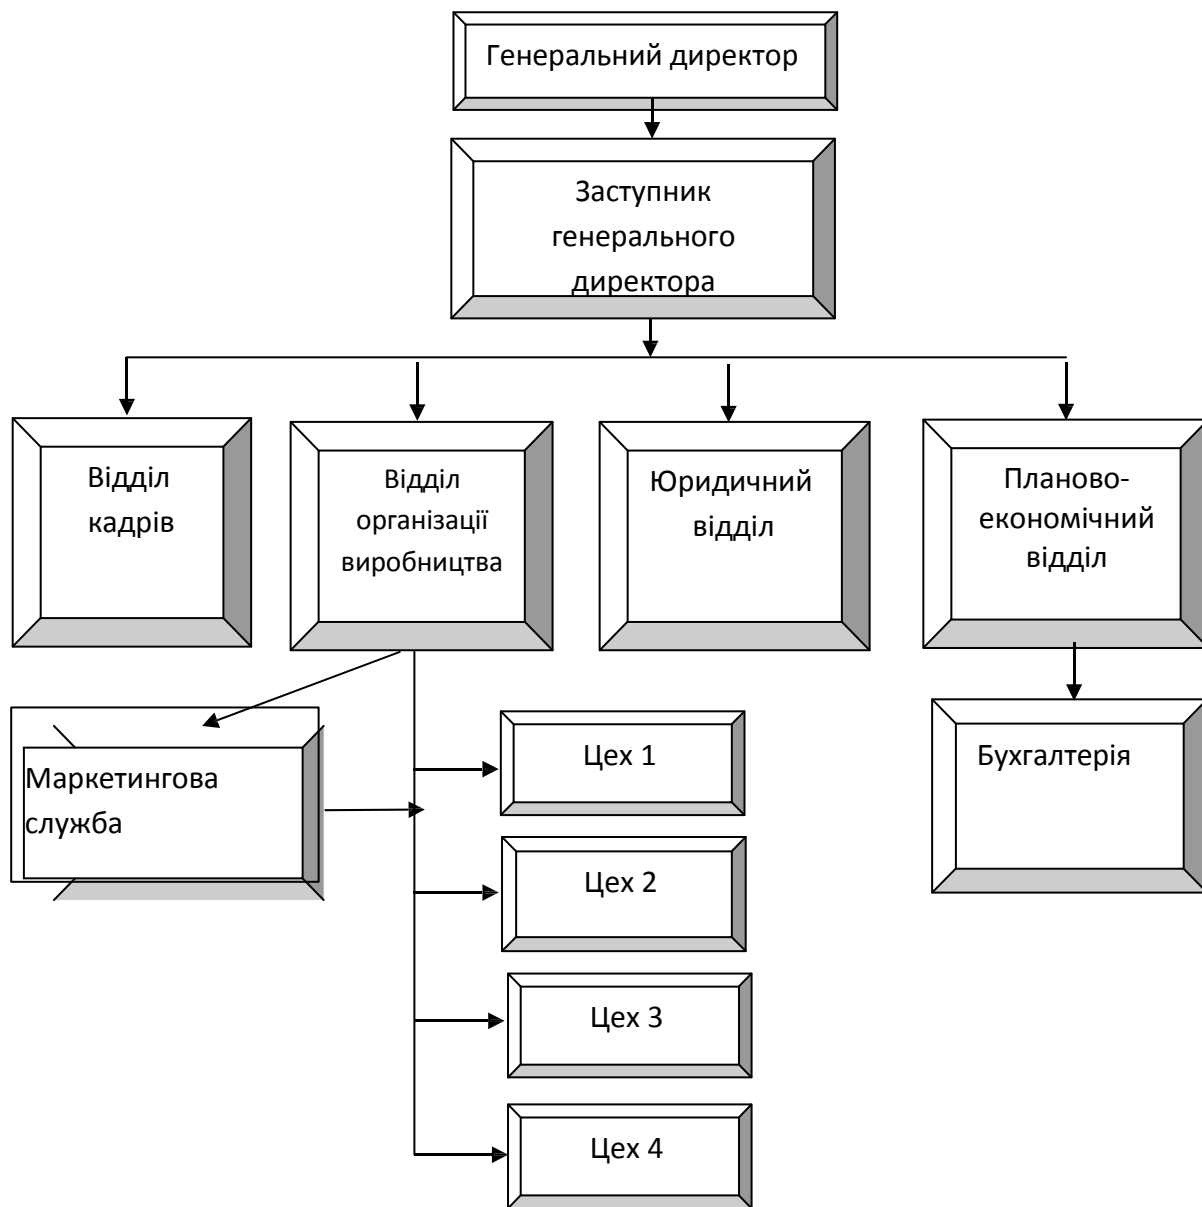 Генеральний директор
Заступник
генерального
директора
Відділ
кадрів
Відділ
організації
виробництва
Юридичний
відділ
Планово-
економічний
відділ
Маркетингова
служба
Цех 1
Цех 2
Цех 3
Цех 4
Бухгалтерія